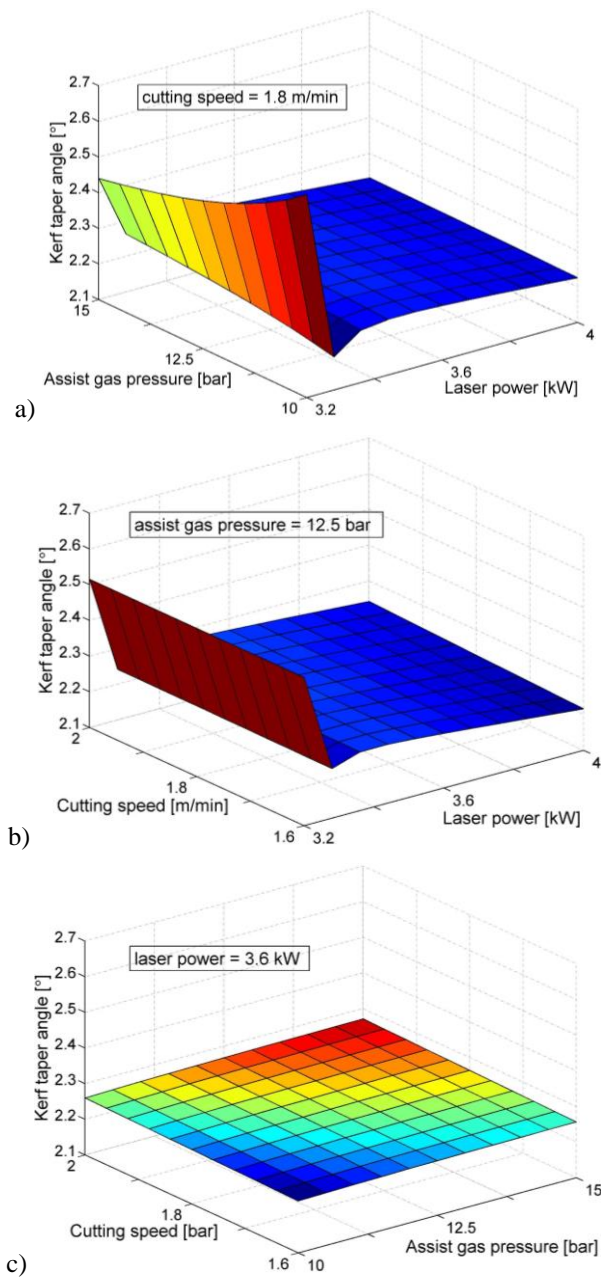 2.7
cutting speed = 1.8 m/min
2.6
2.5
2.4
2.3
2.2
2.1
Kerf taper angle [°]
15
12.5
10
Assist gas pressure [bar]
3.2
3.6
4
Laser power [kW]
a)
2.7
assist gas pressure = 12.5 bar
2.6
2.5
2.4
2.3
2.2
2.1
Kerf taper angle [°]
2
1.8
1.6
Cutting speed [m/min]
3.2
3.6
4
Laser power [kW]
b)
2.7
laser power = 3.6 kW
2.6
2.5
2.4
2.3
2.2
2.1
Kerf taper angle [°]
2
1.8
1.6
Cutting speed [bar]
10
12.5
15
Assist gas pressure [bar]
c)